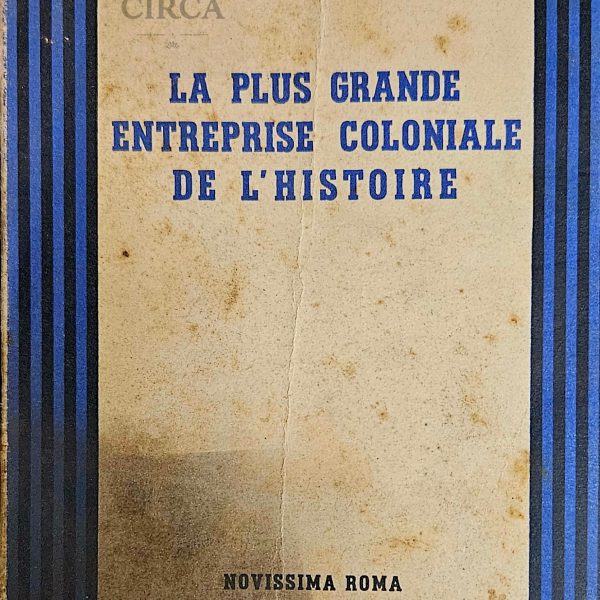 CIRCA
LA PLUS GRANDE
ENTREPRISE COLONIALE
DE L'HISTOIRE
NOVISSIMA ROMA